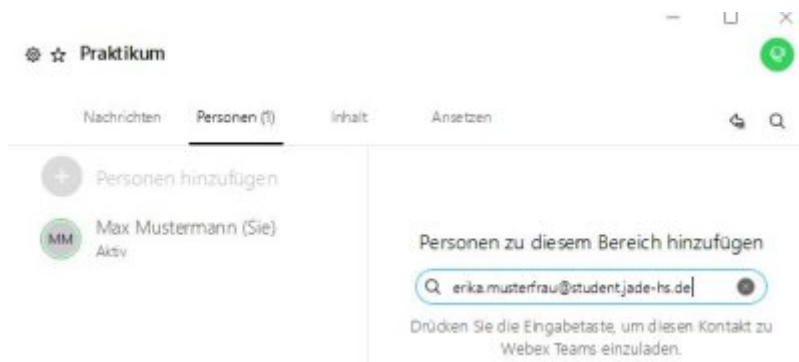 Praktikum
Nachrichten Personen (1) Inhalt Ansetzen
Personen hinzufügen
MM Max Mustermann (Sie)
Aktiv
Personen zu diesem Bereich hinzufügen
erika.musterfrau@student.jade-hs.de
Drücken Sie die Eingabetaste, um diesen Kontakt zu
Webex Teams einzuladen.